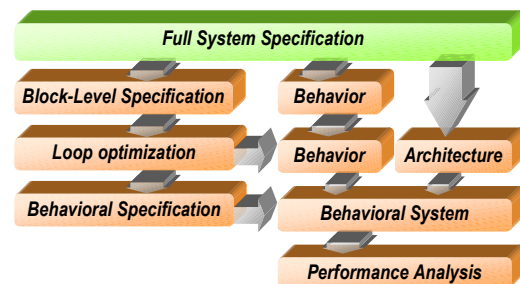 Full System Specification
Block-Level Specification
Behavior
Loop optimization
Behavior
Architecture
Behavioral Specification
Behavioral System
Performance Analysis